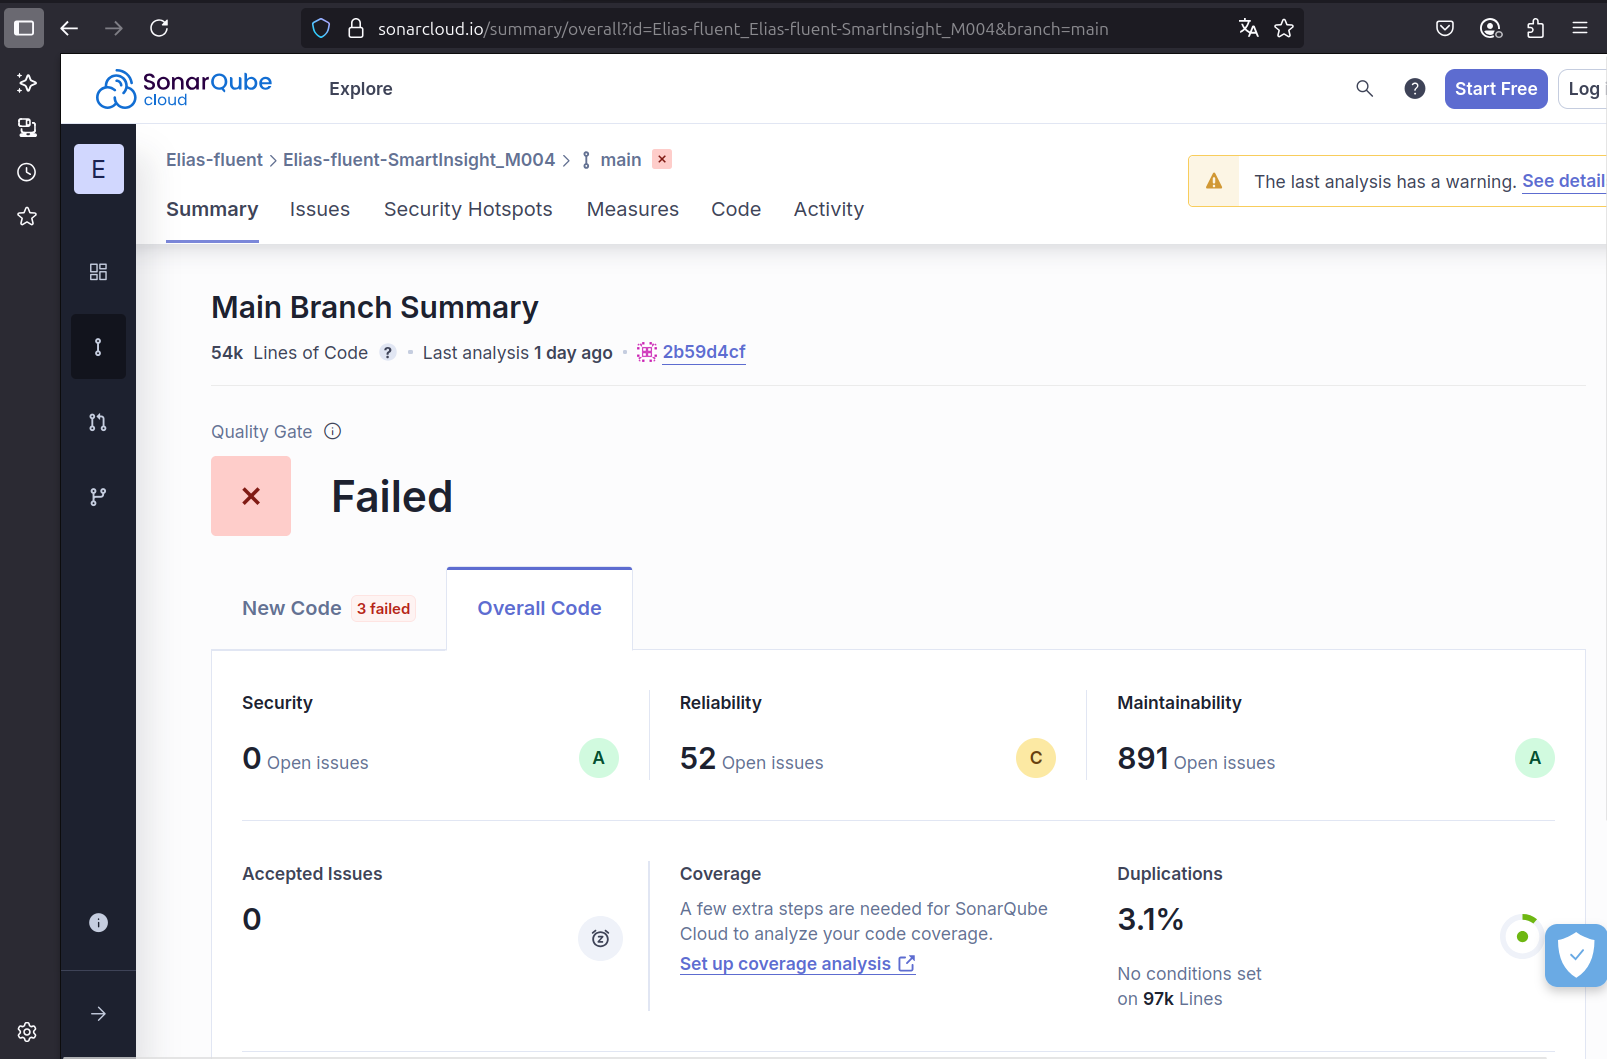 sonarcloud.io/summary/overall?id=Elias-fluent_Elias-fluent-SmartInsight_M004&branch=main
SonarQube
cloud
Explore
?
Start Free
Log
E
Elias-fluent > Elias-fluent-SmartInsight_M004 > main
The last analysis has a warning. See detail
Summary Issues Security Hotspots Measures Code Activity
Main Branch Summary
54k Lines of Code ? Last analysis 1 day ago 2b59d4cf
Quality Gate
Failed
New Code 3 failed Overall Code
Security Reliability Maintainability
0 Open issues A 52 Open issues C 891 Open issues A
Accepted Issues
0
Coverage
A few extra steps are needed for SonarQube
Cloud to analyze your code coverage.
Set up coverage analysis
Duplications
3.1%
No conditions set
on 97k Lines